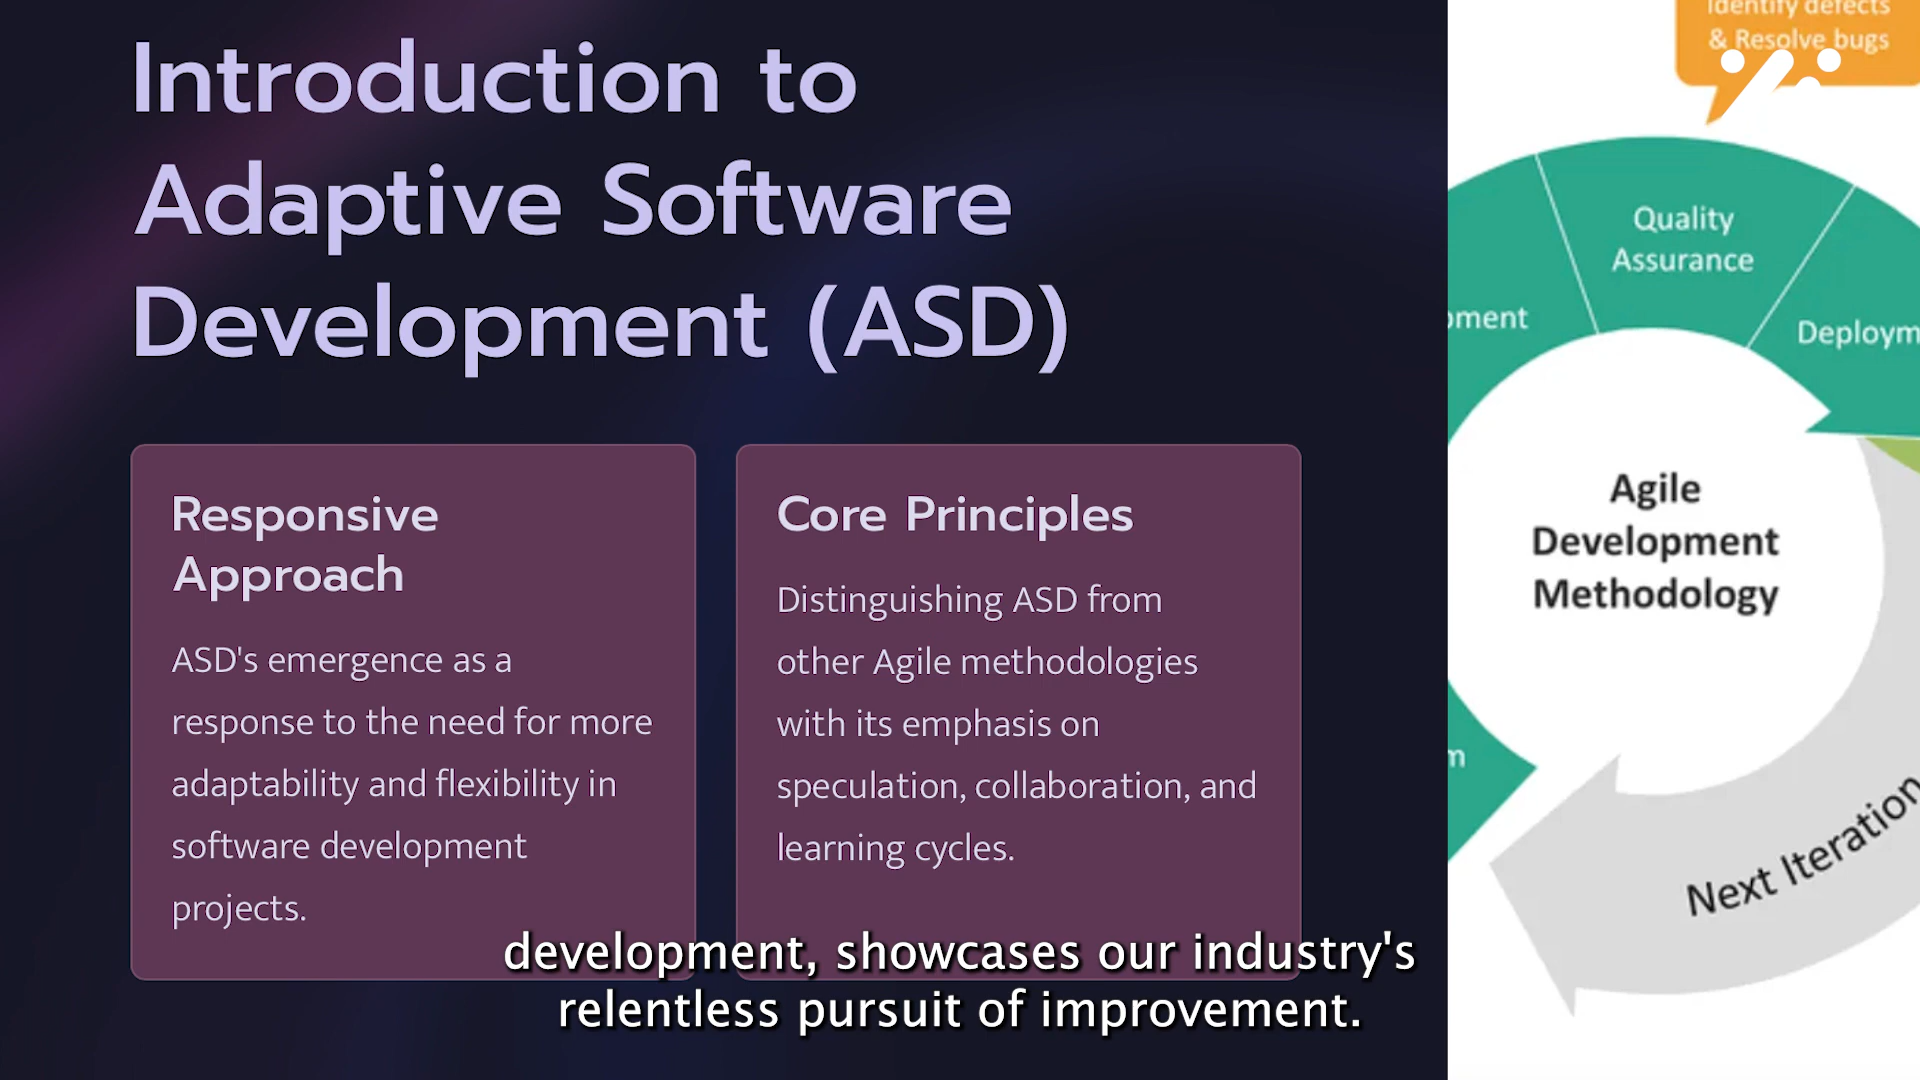 Introduction to
Adaptive Software
Development (ASD)
Responsive
Approach
ASD's emergence as a
response to the need for more
adaptability and flexibility in
software development
projects.
Core Principles
Distinguishing ASD from
other Agile methodologies
with its emphasis on
speculation, collaboration, and
learning cycles.
Identify defects
& Resolve bugs
Quality
Assurance
Agile
Development
Methodology
Next Iteration
development, showcases our industry's
relentless pursuit of improvement.